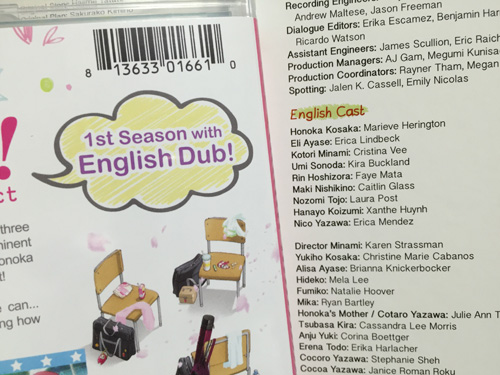 8 13633 01661 0
1st Season with
English Dub!
three
minent
onoka
t!
e can...
ng how
Recording Engineers:
Andrew Maltese, Jason Freeman
Dialogue Editors: Erika Escamez, Benjamin
Ricardo Watson
Assistant Engineers: James Scullion, Eric
Production Managers: AJ Gam, Megumi
Production Coordinators: Rayner Tham, Megan
Spotting: Jalen K. Cassell, Emily Nicolas
English Cast
Honoka Kosaka: Marieve Herington
Eli Ayase: Erica Lindbeck
Kotori Minami: Cristina Vee
Umi Sonoda: Kira Buckland
Rin Hoshizora: Faye Mata
Maki Nishikino: Caitlin Glass
Nozomi Tojo: Laura Post
Hanayo Koizumi: Xanthe Huynh
Nico Yazawa: Erica Mendez
Director Minami: Karen Strassman
Yukiho Kosaka: Christine Marie Cabanos
Alisa Ayase: Brianna Knickerbocker
Hideko: Mela Lee
Fumiko: Natalie Hoover
Mika: Ryan Bartley
Honoka's Mother / Cotaro Yazawa: Julie Ann T
Tsubasa Kira: Cassandra Lee Morris
Anju Yuki: Corina Boettger
Erena Todo: Erika Harlacher
Cocoro Yazawa: Stephanie Sheh
Cocoa Yazawa: Janice Roman Roku